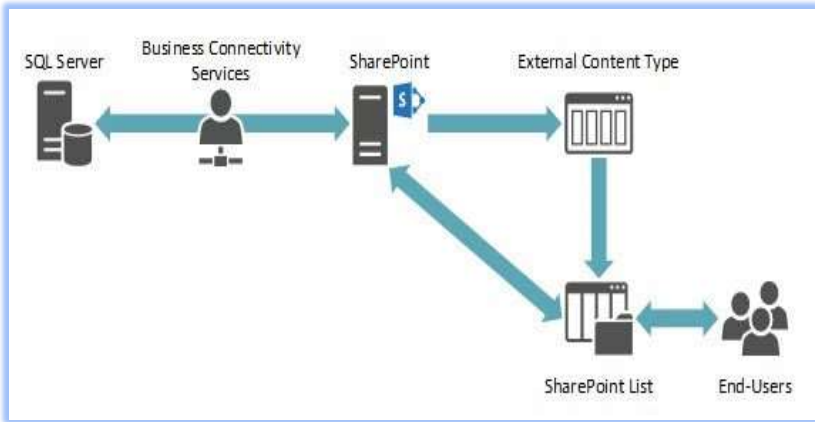 SQL Server
Business Connectivity
Services
SharePoint
External Content Type
S
SharePoint List
End-Users